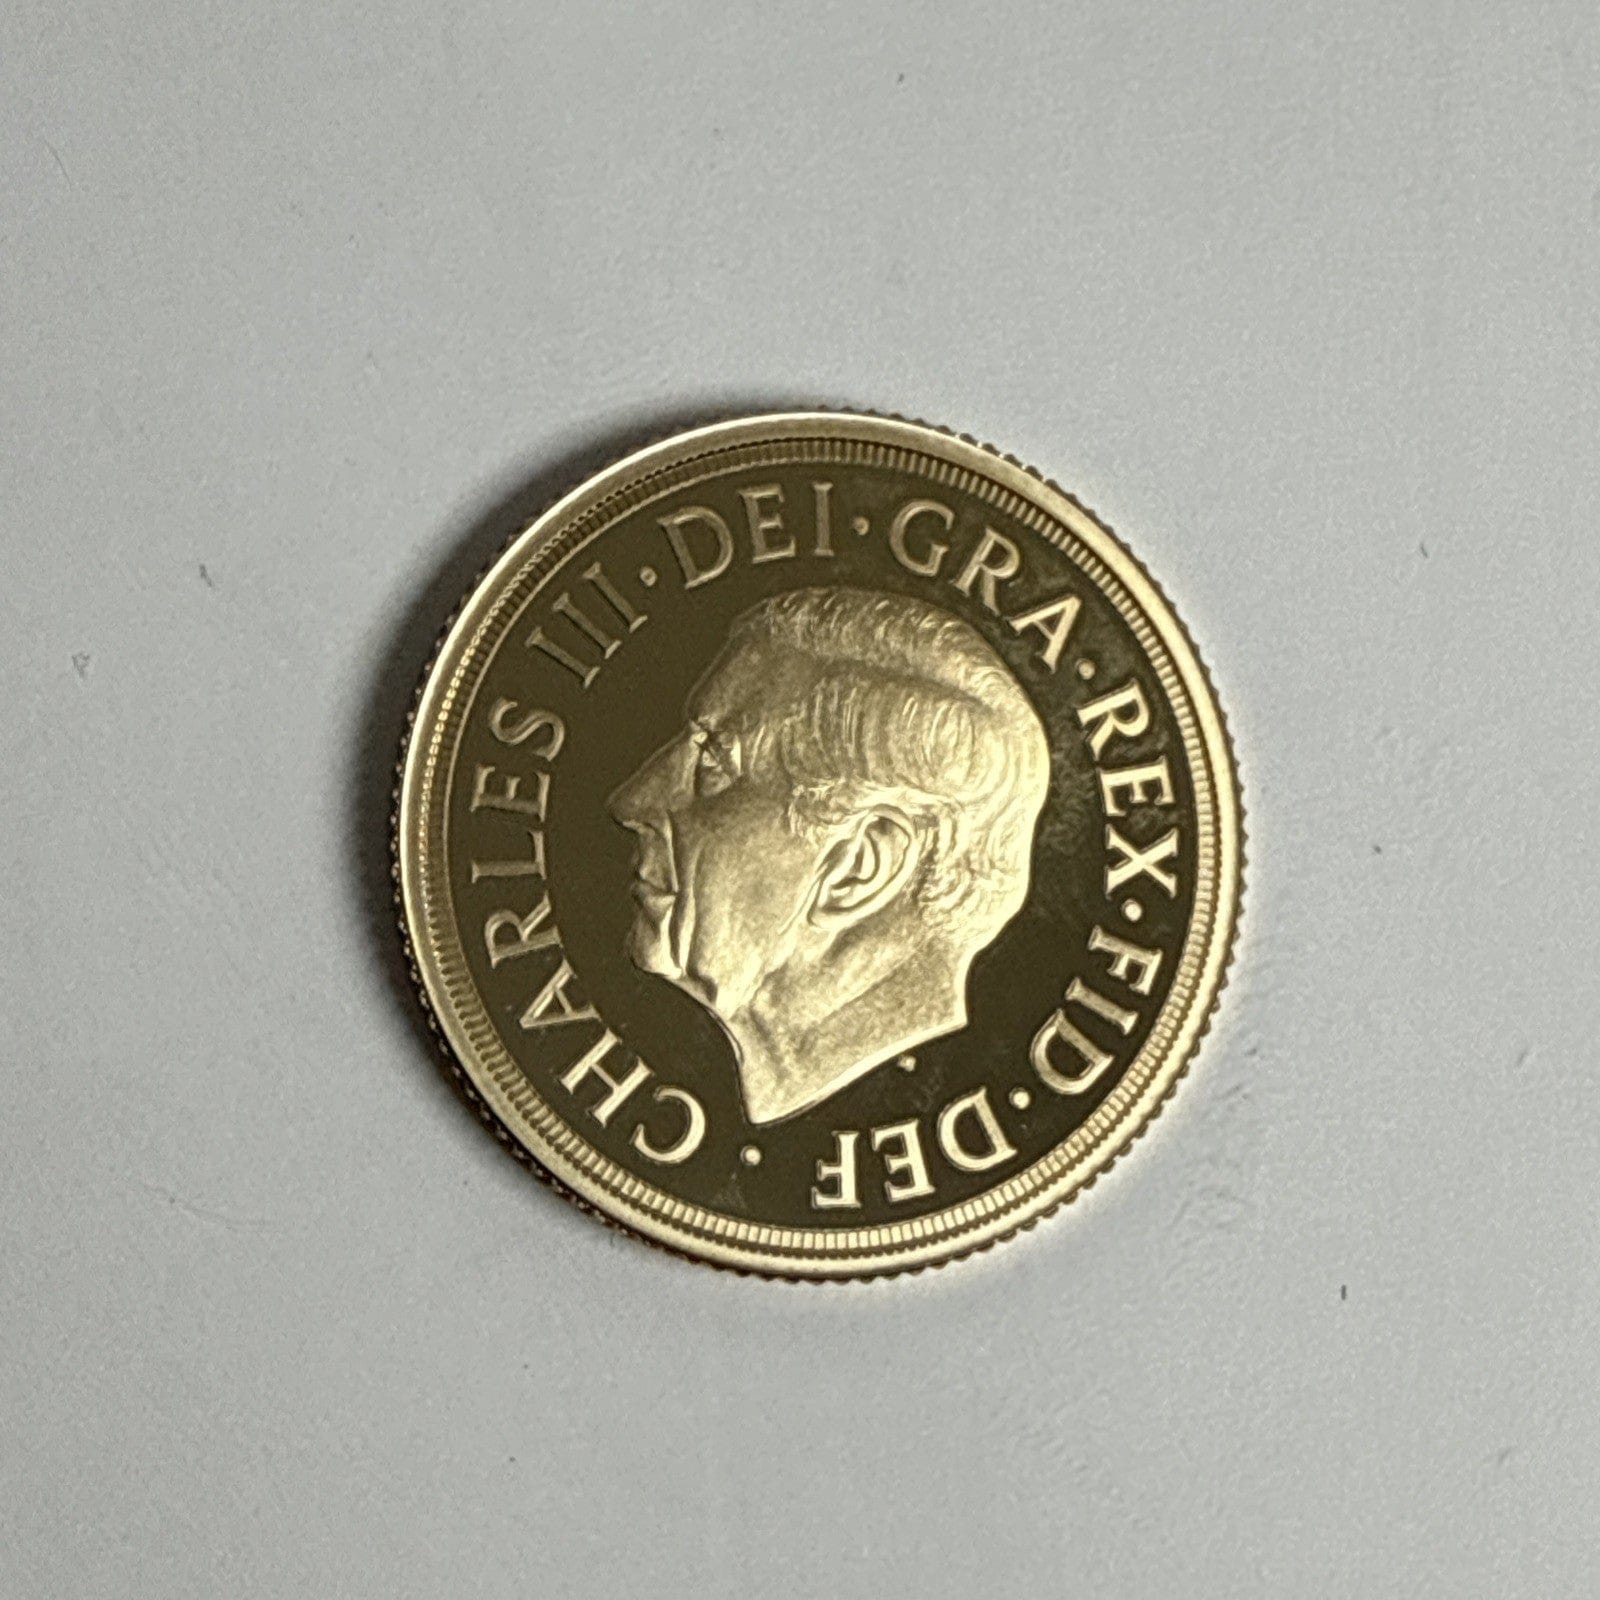 · CHARLES III · DEI · GRA · REX · FID · DEF